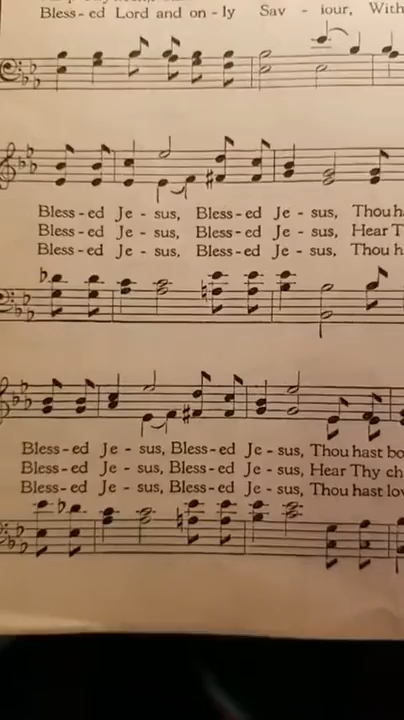 Bless-ed Lord and on-ly Sav - iour, With
Bless-ed Je - sus, Bless-ed Je - sus, Thou h
Bless-ed Je - sus, Bless-ed Je - sus, Hear T
Bless-ed Je - sus, Bless-ed Je - sus, Thou h
Bless-ed Je - sus, Bless-ed Je - sus, Thou hast bo
Bless-ed Je - sus, Bless-ed Je - sus, Hear Thy ch
Bless-ed Je - sus, Bless-ed Je - sus, Thou hast lov